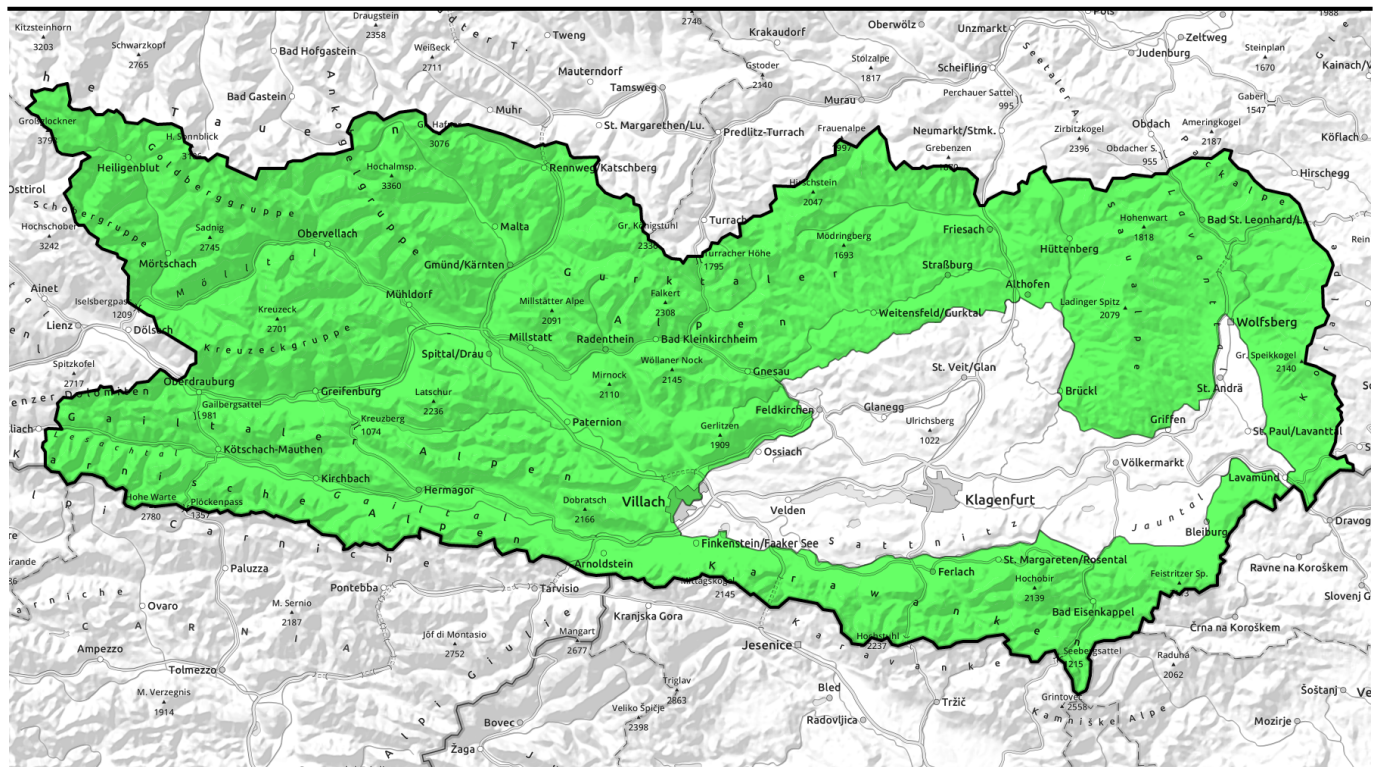 Kitzsteinhorn
3203
Schwarzkopf
2765
Bad Hofgastein
Draugstein
2358
Weißeck
2711
Tweng
2740
Krakaudorf
Oberwölz
Unzmarkt
Pöls
Zeltweg
Judenburg
1988
Steinplan
1670
Kainach/V
Gstoder
2140
Stolzalpe
1817
Scheifling
Seetaler A.
Mauterndorf
Tamsweg
Bad Gastein
Muhr
Murau
Perchauer Sattel
995
Gaberl
1547
Großglockner
H. Sonnblick
Gr. Hafner
3076
St. Margarethen/Lu.
Predlitz-Turrach
Frauenalpe
1997
Neumarkt/Stmk.
Zirbitzkogel
2396
Obdach
Ameringkogel
2187
Köflach
Grebenzen
Obdacher S.
955
Packalpe
Heiligenblut
Goldberggruppe
Ankogelgruppe
Hochalmsp.
3360
Rennweg/Katschberg
Hirschegg
Osttirol
Schobergruppe
Hochschober
3242
Sadnig
2745
Obervellach
Malta
Gr. Königstuhl
2336
Turrach
Hirschstein
2047
Mödringberg
1693
Friesach
Hüttenberg
Hohenwart
1818
Bad St. Leonhard/L.
Mörtschach
Mölltal
Gmünd/Kärnten
Turracher Höhe
1795
Straßburg
Saualpe
Lavanttal
Ainet
Iselsbergpass
1209
Lienz
Dölsach
Kreuzeck
2701
Mühldorf
Millstätter Alpe
2091
Falkert
2308
Gurktaler
Alpen
Althofen
Ladinger Spitz
2079
Weitensfeld/Gurktal
Wolfsberg
Koralpe
Kreuzeckgruppe
Spittal/Drau
Millstatt
Radenthein
Bad Kleinkirchheim
Spitzkofel
2717
Wöllaner Nock
2145
Gr. Speikkogel
2140
Oberdrauburg
Greifenburg
Latschur
2236
Mirnock
2110
Gnesau
St. Veit/Glan
Brückl
St. Andrä
Gailbergsattel
981
Kreuzberg
1074
Paternion
Gerlitzen
1909
Feldkirchen
Glanegg
Ulrichsberg
1022
Griffen
St. Paul/Lavanttal
Gailtaler Alpen
Lesachtal
Kötschach-Mauthen
Ossiach
Völkermarkt
Lavamünd
Kirchbach
Hermagor
Hohe Warte
2780
Plöckenpass
1357
Karnische Alpen
Gailtal
Dobratsch
2166
Villach
Velden
Klagenfurt
Sattnitz
Jauntal
Bleiburg
Dravog
Alpi Carniche
Finkenstein/Faaker See
Arnoldstein
Karawanken
Ferlach
St. Margareten/Rosental
Feistritzer Sp.
Ravne na Koroškem
Paluzza
Pontebba
Tarvisio
Mittagskogel
2145
Hochobir
2139
Bad Eisenkappel
Slovenj G
Ovaro
M. Sernio
2187
Kranjska Gora
Črna na Koroškem
CARNIA
Jôf di Montasio
2752
Mangart
2677
Jesenice
Hochstuhl
2237
Karavanke
Seebergsattel
1215
Raduha
2062
Ampezzo
Tolmezzo
Alpi Giulie
Triglav
2863
Bled
Tržič
Grintovec
2558
Kamniške Alpe
Šoštanj
Ve
M. Verzegnis
1914
Bovec
Veliko Špičje
2398
Radovljica
Mozirje
Žaga